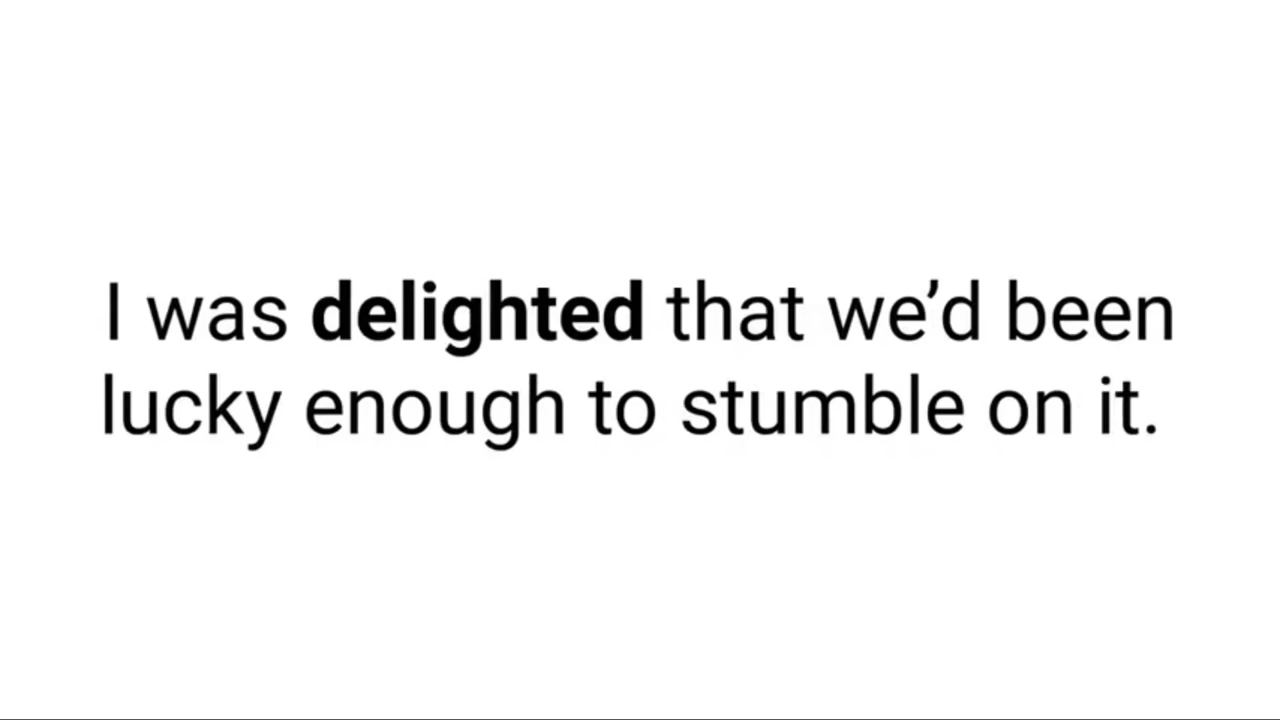 I was delighted that we’d been
lucky enough to stumble on it.